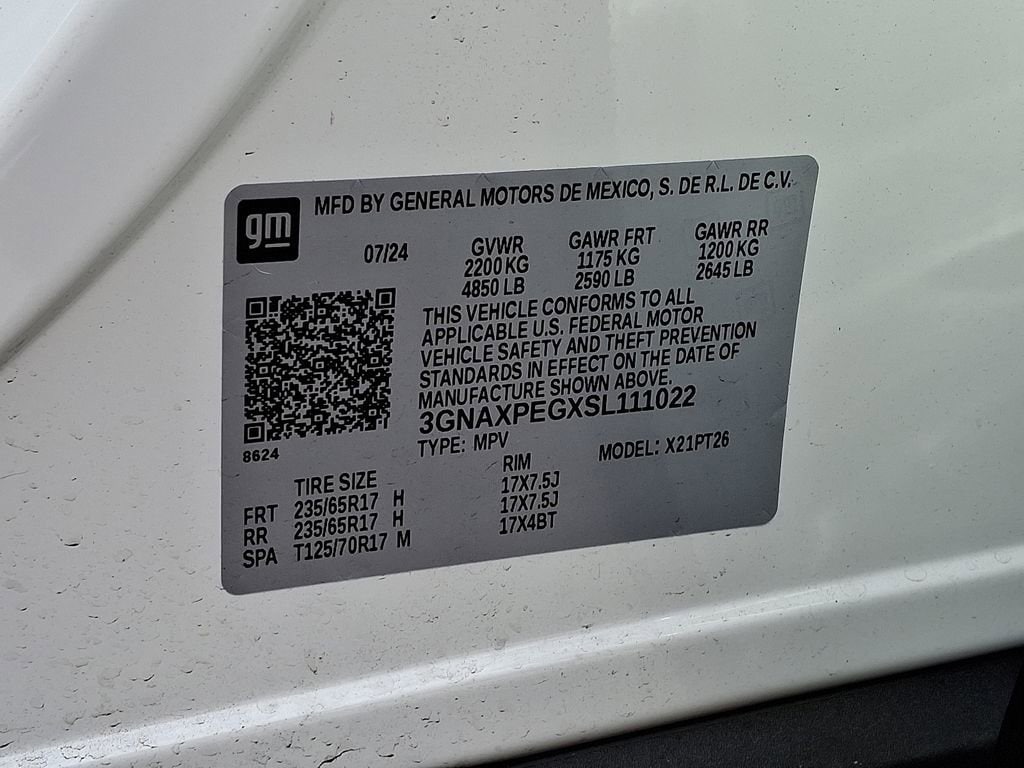 gm
MFD BY GENERAL MOTORS DE MEXICO, S. DE R.L. DE C.V.
07/24 GVWR GAWR FRT GAWR RR
2200 KG 1175 KG 1200 KG
4850 LB 2590 LB 2645 LB
THIS VEHICLE CONFORMS TO ALL
APPLICABLE U.S. FEDERAL MOTOR
VEHICLE SAFETY AND THEFT PREVENTION
STANDARDS IN EFFECT ON THE DATE OF
MANUFACTURE SHOWN ABOVE.
3GNAXPEGXSL111022
8624 TYPE: MPV MODEL: X21PT26
TIRE SIZE RIM
FRT 235/65R17 H 17X7.5J
RR 235/65R17 H 17X7.5J
SPA T125/70R17 M 17X4BT